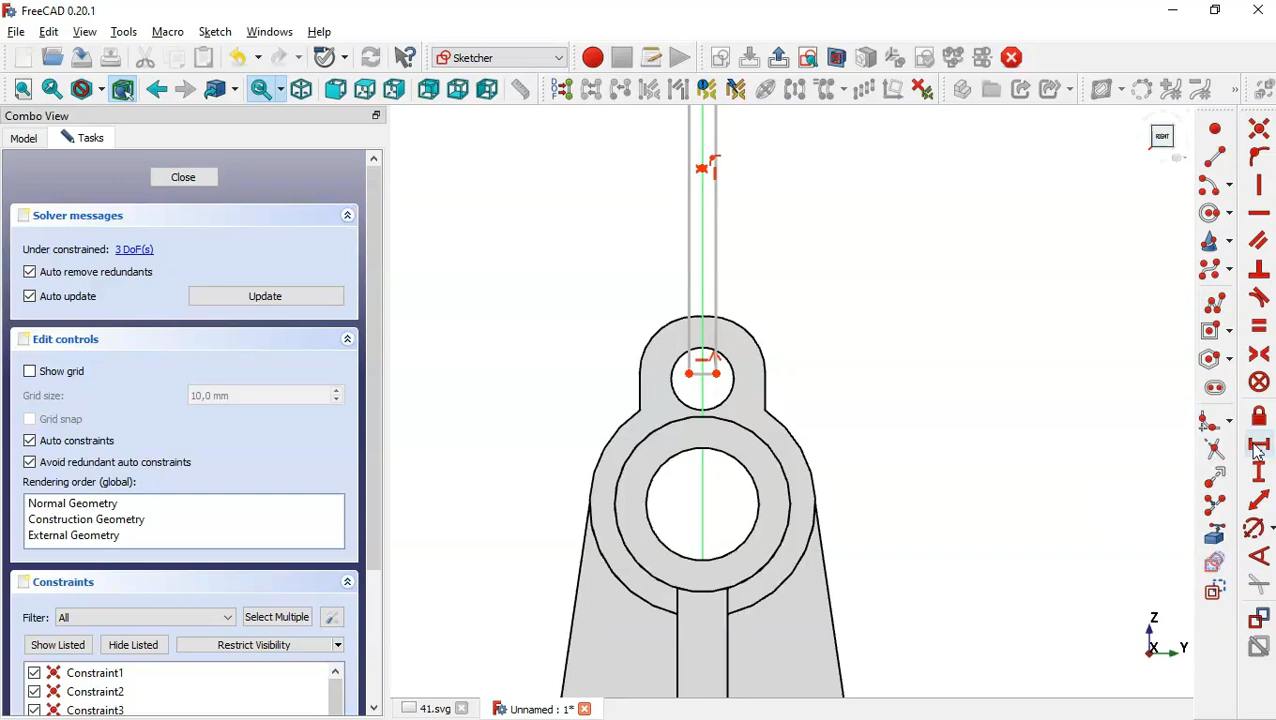 FreeCAD 0.20.1
File Edit View Tools Macro Sketch Windows Help
Sketcher
Combo View
Model Tasks
Close
Solver messages
Under constrained: 3 DoF(s)
Auto remove redundants
Auto update Update
Edit controls
Show grid
Grid size: 10,0 mm
Grid snap
Auto constraints
Avoid redundant auto constraints
Rendering order (global):
Normal Geometry
Construction Geometry
External Geometry
Constraints
Filter: All Select Multiple
Show Listed Hide Listed Restrict Visibility
Constraint1
Constraint2
Constraint3
RIGHT
Z
X
Y
41.svg Unnamed : 1*